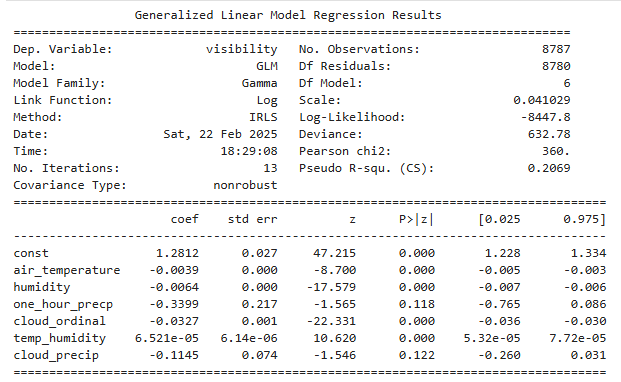 Generalized Linear Model Regression Results
==============================================================================
Dep. Variable: visibility No. Observations: 8787
Model: GLM Df Residuals: 8780
Model Family: Gamma Df Model: 6
Link Function: Log Scale: 0.041029
Method: IRLS Log-Likelihood: -8447.8
Date: Sat, 22 Feb 2025 Deviance: 632.78
Time: 18:29:08 Pearson chi2: 360.
No. Iterations: 13 Pseudo R-squ. (CS): 0.2069
Covariance Type: nonrobust
===================================================================================
coef std err z P>|z| [0.025 0.975]
-----------------------------------------------------------------------------------
const 1.2812 0.027 47.215 0.000 1.228 1.334
air_temperature -0.0039 0.000 -8.700 0.000 -0.005 -0.003
humidity -0.0064 0.000 -17.579 0.000 -0.007 -0.006
one_hour_precp -0.3399 0.217 -1.565 0.118 -0.765 0.086
cloud_ordinal -0.0327 0.001 -22.331 0.000 -0.036 -0.030
temp_humidity 6.521e-05 6.14e-06 10.620 0.000 5.32e-05 7.72e-05
cloud_precip -0.1145 0.074 -1.546 0.122 -0.260 0.031
===================================================================================